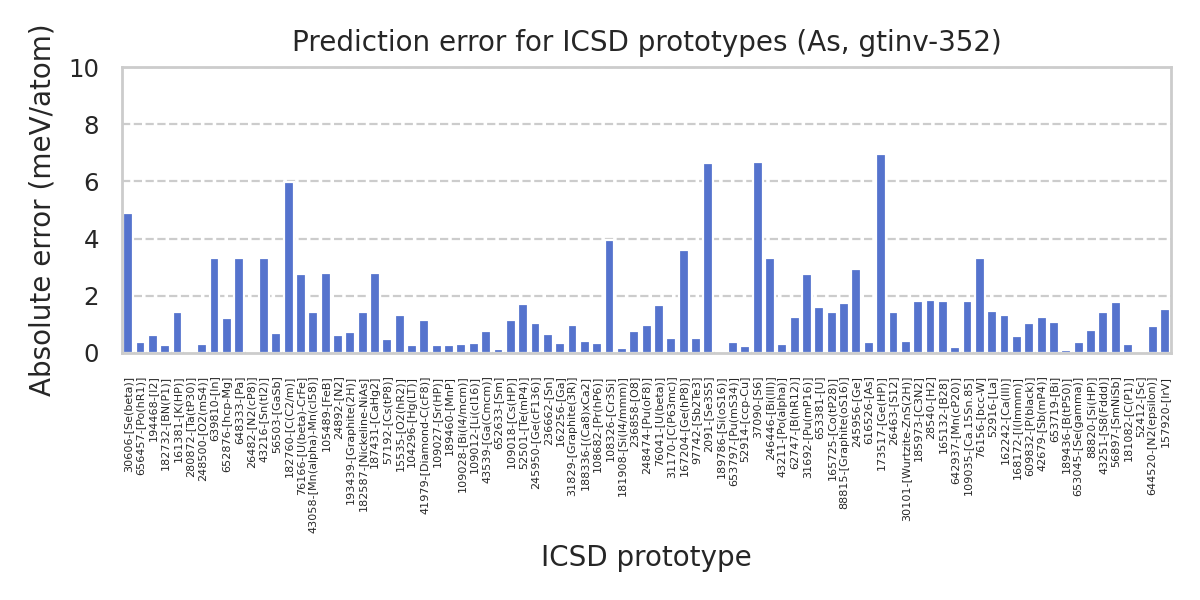 Prediction error for ICSD prototypes (As, gtinv-352)
Absolute error (meV/atom)
10
8
6
4
2
0
30606-[Se(beta)]
656457-[Po(hR1)]
194468-[I2]
182732-[BN(P1)]
161381-[K(HP)]
280872-[Ta(tP30)]
248500-[O2(mS4)]
639810-[In]
652876-[hcp-Mg]
648333-[Pa]
26482-[N2(cP8)]
43216-[Sn(tI2)]
56503-[GaSb]
182760-[C(C2/m)]
76166-[U(beta)-CrFe]
43058-[Mn(alpha)-Mn(cI58)]
105489-[FeB]
24892-[N2]
193439-[Graphite(2H)]
182587-[Nickeline-NiAs]
187431-[CaHg2]
57192-[Cs(tP8)]
15535-[O2(hR2)]
104296-[Hg(LT)]
41979-[Diamond-C(cF8)]
109027-[Sr(HP)]
189460-[MnP]
109028-[Bi(I4/mcm)]
109012-[Li(cI16)]
43539-[Ga(Cmcm)]
652633-[Sm]
109018-[Cs(HP)]
52501-[Te(mP4)]
245950-[Ge(cF136)]
236662-[Sn]
162256-[Ga]
31829-[Graphite(3R)]
188336-[(Ca8)xCa2]
108682-[Pr(hP6)]
108326-[Cr3Si]
181908-[Si(I4/mmm)]
236858-[O8]
248474-[Pu(oF8)]
76041-[U(beta)]
31170-[C(P63mc)]
167204-[Ge(hP8)]
97742-[Sb2Te3]
2091-[Se3S5]
189786-[Si(oS16)]
653797-[Pu(mS34)]
52914-[ccp-Cu]
37090-[S6]
246446-[Bi(III)]
43211-[Po(alpha)]
62747-[B(hR12)]
31692-[Pu(mP16)]
653381-[U]
165725-[Co(tP28)]
88815-[Graphite(oS16)]
245956-[Ge]
616526-[As]
173517-[Ge(HP)]
26463-[S12]
30101-[Wurtzite-ZnS(2H)]
185973-[C3N2]
28540-[H2]
165132-[B28]
642937-[Mn(cP20)]
109035-[Ca.15Sn.85]
76156-[bcc-W]
52916-[La]
162242-[Ca(III)]
168172-[I(Immm)]
609832-[P(black)]
42679-[Sb(mP4)]
653719-[Bi]
189436-[B(tP50)]
653045-[Se(gamma)]
88820-[Si(HP)]
43251-[S8(Fddd)]
56897-[SmNiSb]
181082-[C(P1)]
52412-[Sc]
644520-[N2(epsilon)]
157920-[IrV]
ICSD prototype